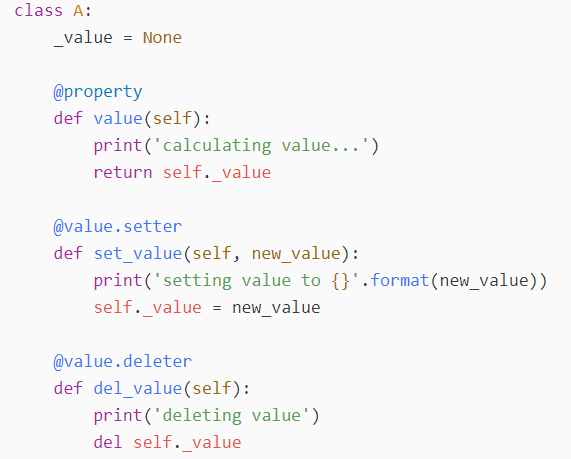 class A:
    _value = None

    @property
    def value(self):
        print('calculating value...')
        return self._value

    @value.setter
    def set_value(self, new_value):
        print('setting value to {}'.format(new_value))
        self._value = new_value

    @value.deleter
    def del_value(self):
        print('deleting value')
        del self._value